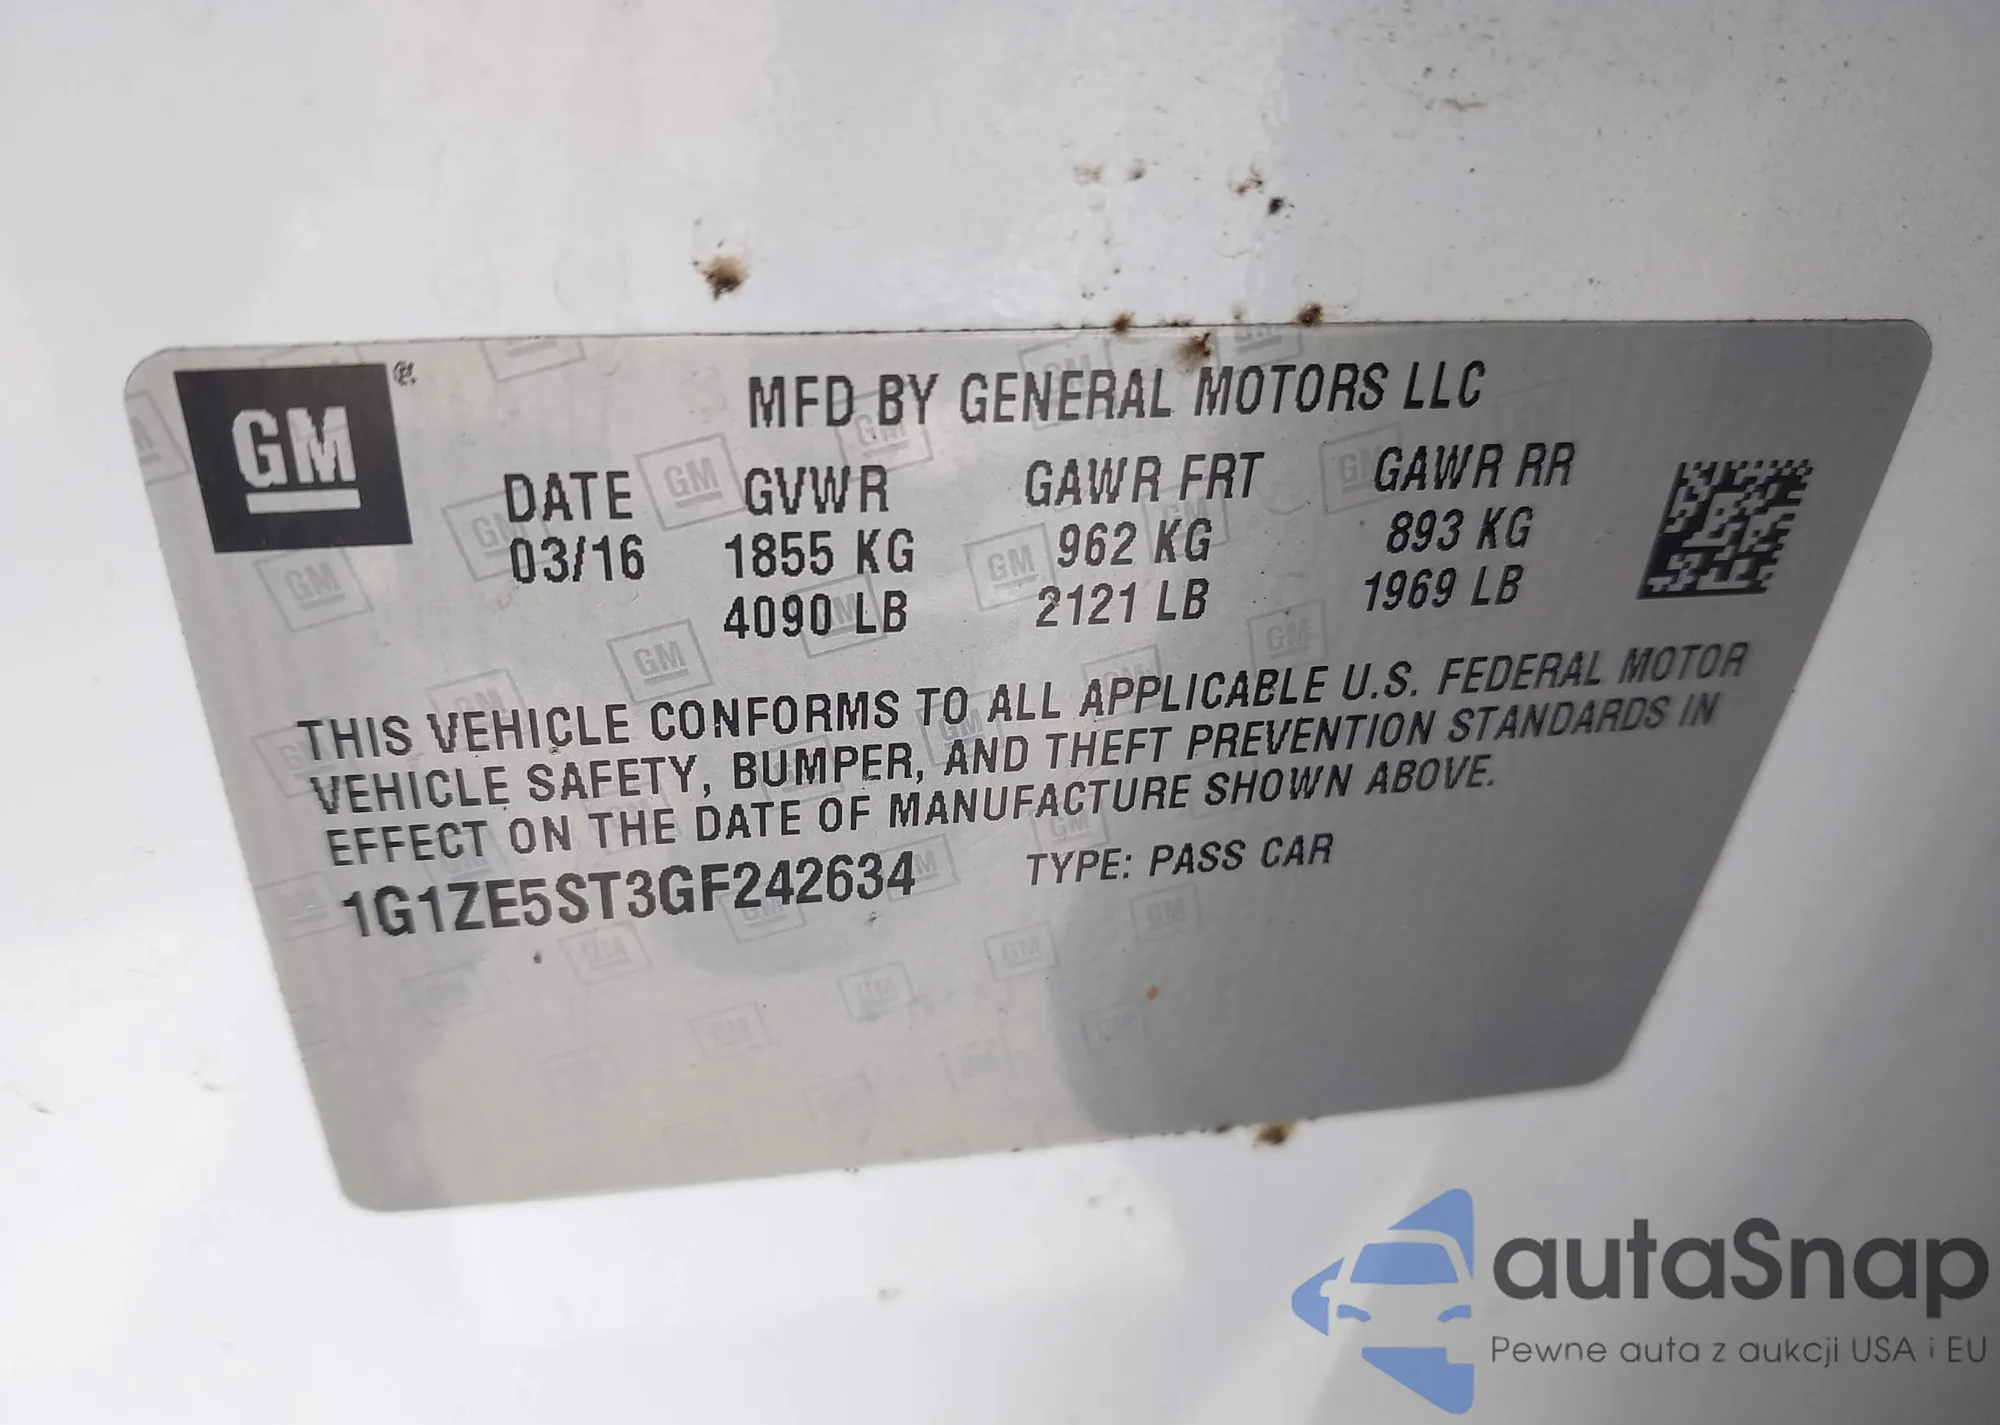 GM
MFD BY GENERAL MOTORS LLC
DATE GVWR GAWR FRT GAWR RR
03/16 1855 KG 962 KG 893 KG
4090 LB 2121 LB 1969 LB
THIS VEHICLE CONFORMS TO ALL APPLICABLE U.S. FEDERAL MOTOR
VEHICLE SAFETY, BUMPER, AND THEFT PREVENTION STANDARDS IN
EFFECT ON THE DATE OF MANUFACTURE SHOWN ABOVE.
1G1ZE5ST3GF242634 TYPE: PASS CAR
autaSnap
Pewne auta z aukcji USA i EU